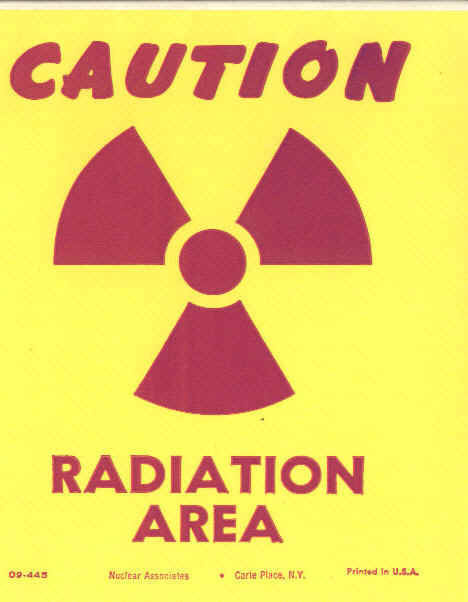 CAUTION
RADIATION
AREA
09-445 Nuclear Associates • Carle Place, N.Y. Printed in U.S.A.